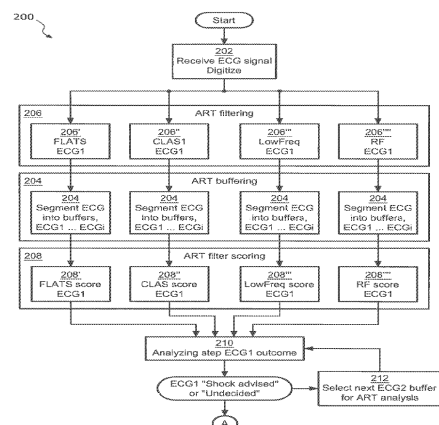 200
Start
202
Receive ECG signal
Digitize
206 ART filtering
206' FLATS ECG1
206" CLAS1 ECG1
206''' LowFreq ECG1
206'''' RF ECG1
204 ART buffering
204 Segment ECG into buffers, ECG1 ... ECGi
204 Segment ECG into buffers, ECG1 ... ECGi
204 Segment ECG into buffers, ECG1 ... ECGi
204 Segment ECG into buffers, ECG1 ... ECGi
208 ART filter scoring
208' FLATS score ECG1
208" CLAS score ECG1
208''' LowFreq score ECG1
RF score ECG1
210
Analyzing step ECG1 outcome
ECG1 "Shock advised"
or "Undecided"
212
Select next ECG2 buffer
for ART analysis
A